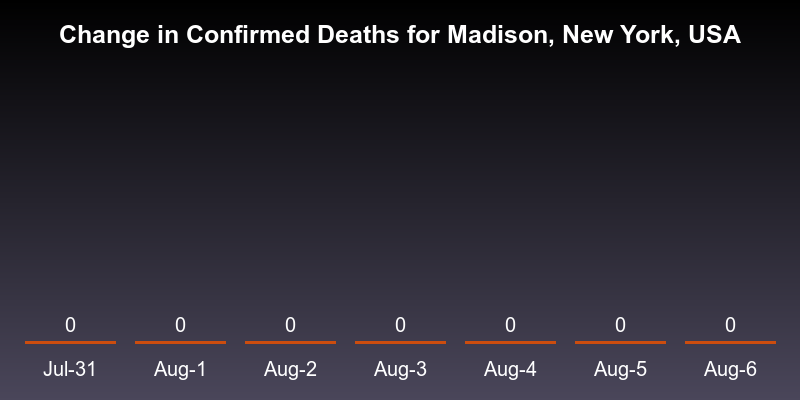 Change in Confirmed Deaths for Madison, New York, USA
0 0 0 0 0 0 0
Jul-31 Aug-1 Aug-2 Aug-3 Aug-4 Aug-5 Aug-6